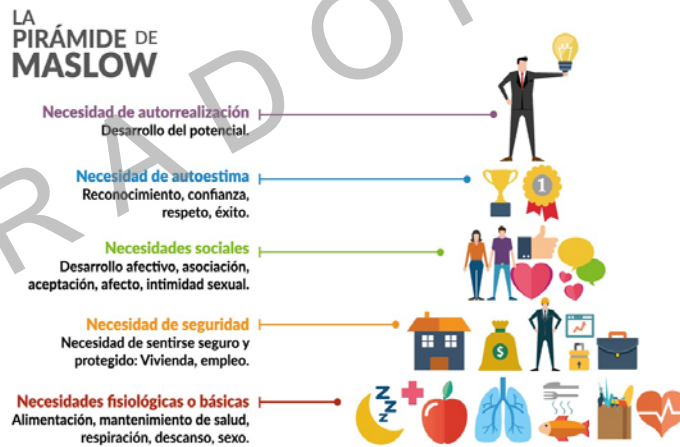 LA
PIRÁMIDE DE
MASLOW
Necesidad de autorrealización
Desarrollo del potencial.
Necesidad de autoestima
Reconocimiento, confianza,
respeto, éxito.
1
Necesidades sociales
Desarrollo afectivo, asociación,
aceptación, afecto, intimidad sexual.
Necesidad de seguridad
Necesidad de sentirse seguro y
protegido: Vivienda, empleo.
$
Necesidades fisiológicas o básicas
Alimentación, mantenimiento de salud,
respiración, descanso, sexo.
Z
Z
Z
RADO